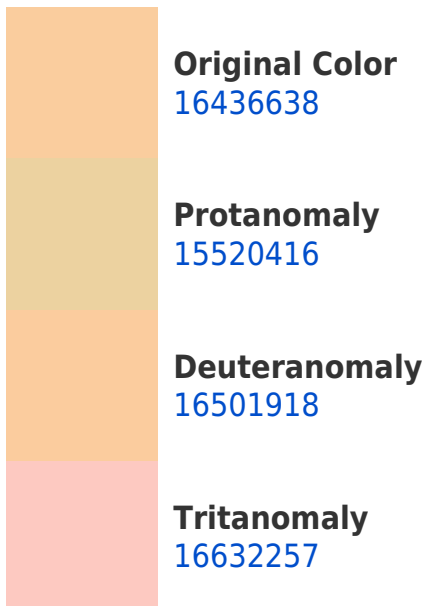 Original Color
16436638
Protanomaly
15520416
Deuteranomaly
16501918
Tritanomaly
16632257